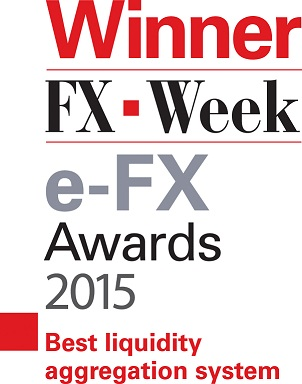 Winner
FX▪Week
e-FX
Awards
2015
Best liquidity
aggregation system